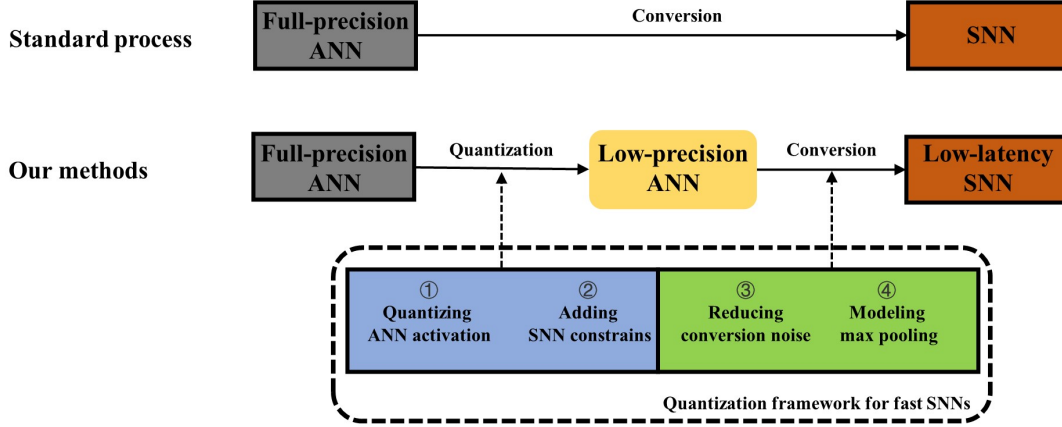 Standard process
Full-precision
ANN
Conversion
SNN
Our methods
Full-precision
ANN
Quantization
Low-precision
ANN
Conversion
Low-latency
SNN
①
Quantizing
ANN activation
②
Adding
SNN constrains
③
Reducing
conversion noise
④
Modeling
max pooling
Quantization framework for fast SNNs